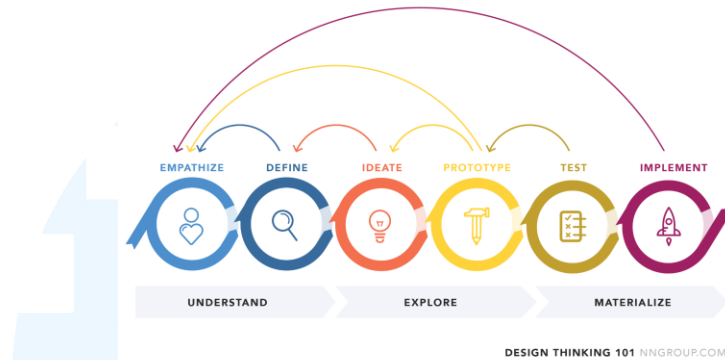 EMPATHIZE DEFINE IDEATE PROTOTYPE TEST IMPLEMENT
UNDERSTAND EXPLORE MATERIALIZE
DESIGN THINKING 101 NNGROUP.COM